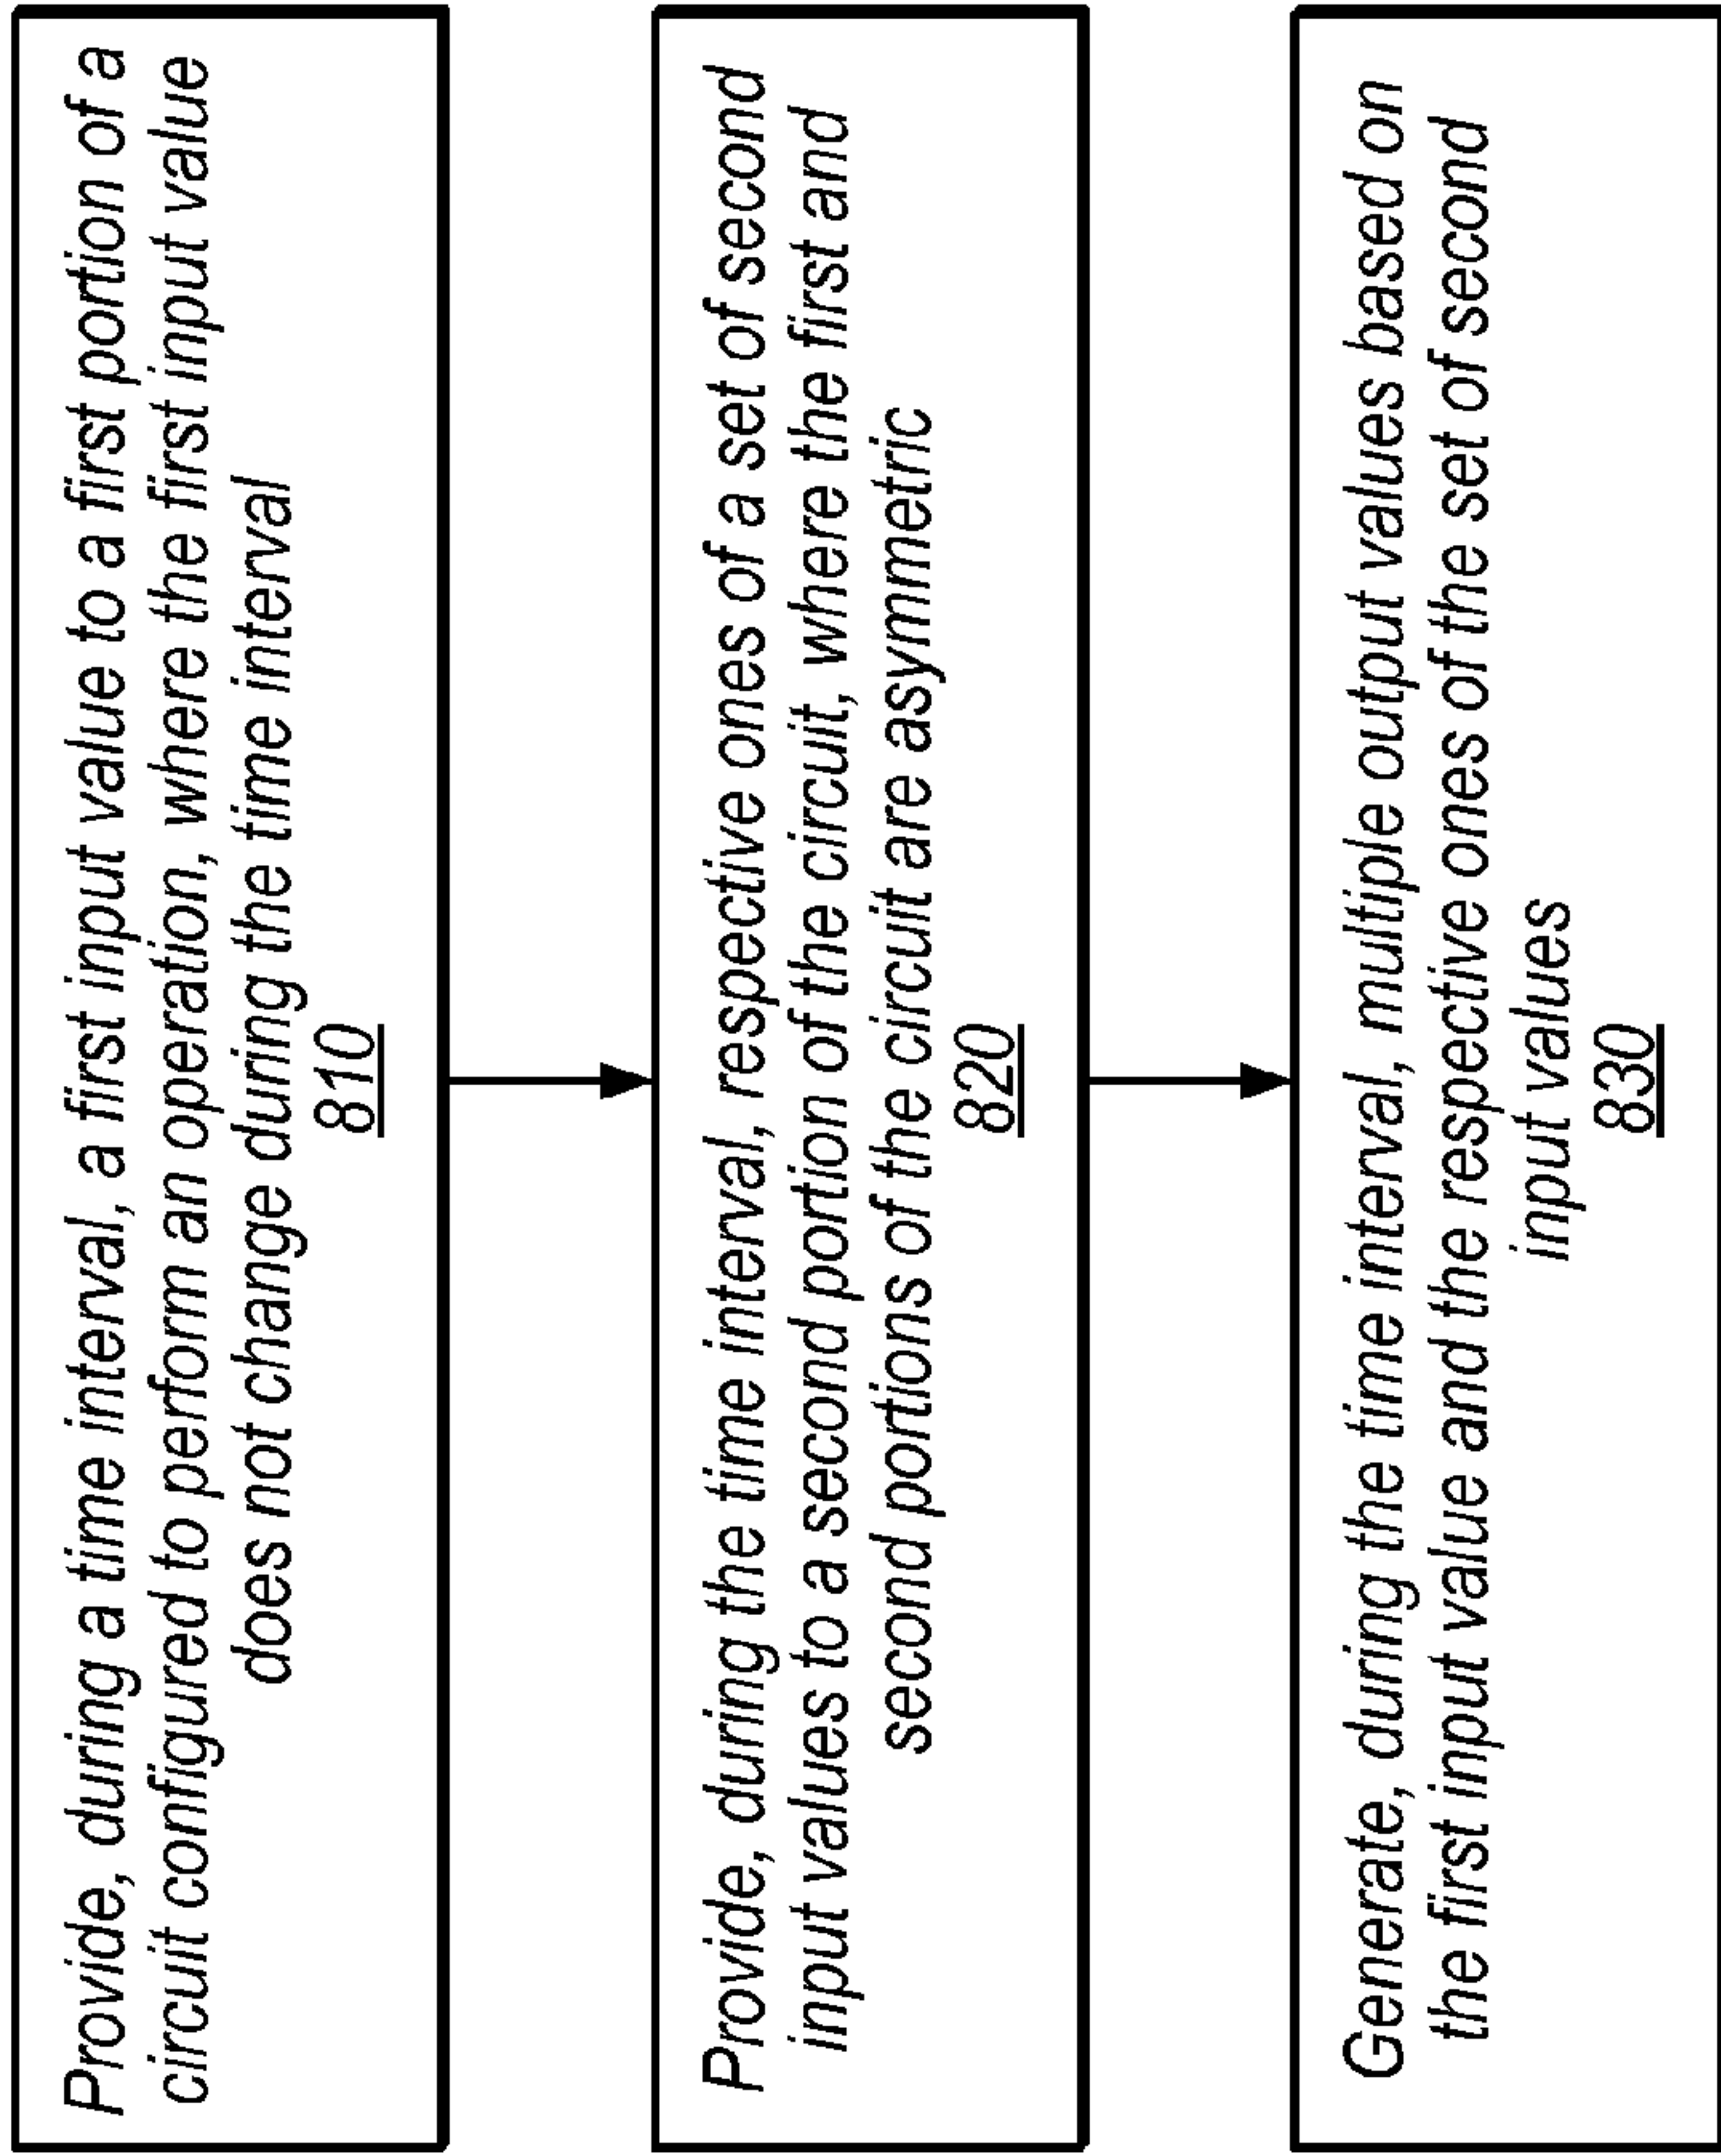 Provide, during a time interval, a first input value to a first portion of a
circuit configured to perform an operation, where the first input value
does not change during the time interval
810
Provide, during the time interval, respective ones of a set of second
input values to a second portion of the circuit, where the first and
second portions of the circuit are asymmetric
820
Generate, during the time interval, multiple output values based on
the first input value and the respective ones of the set of second
input values
830